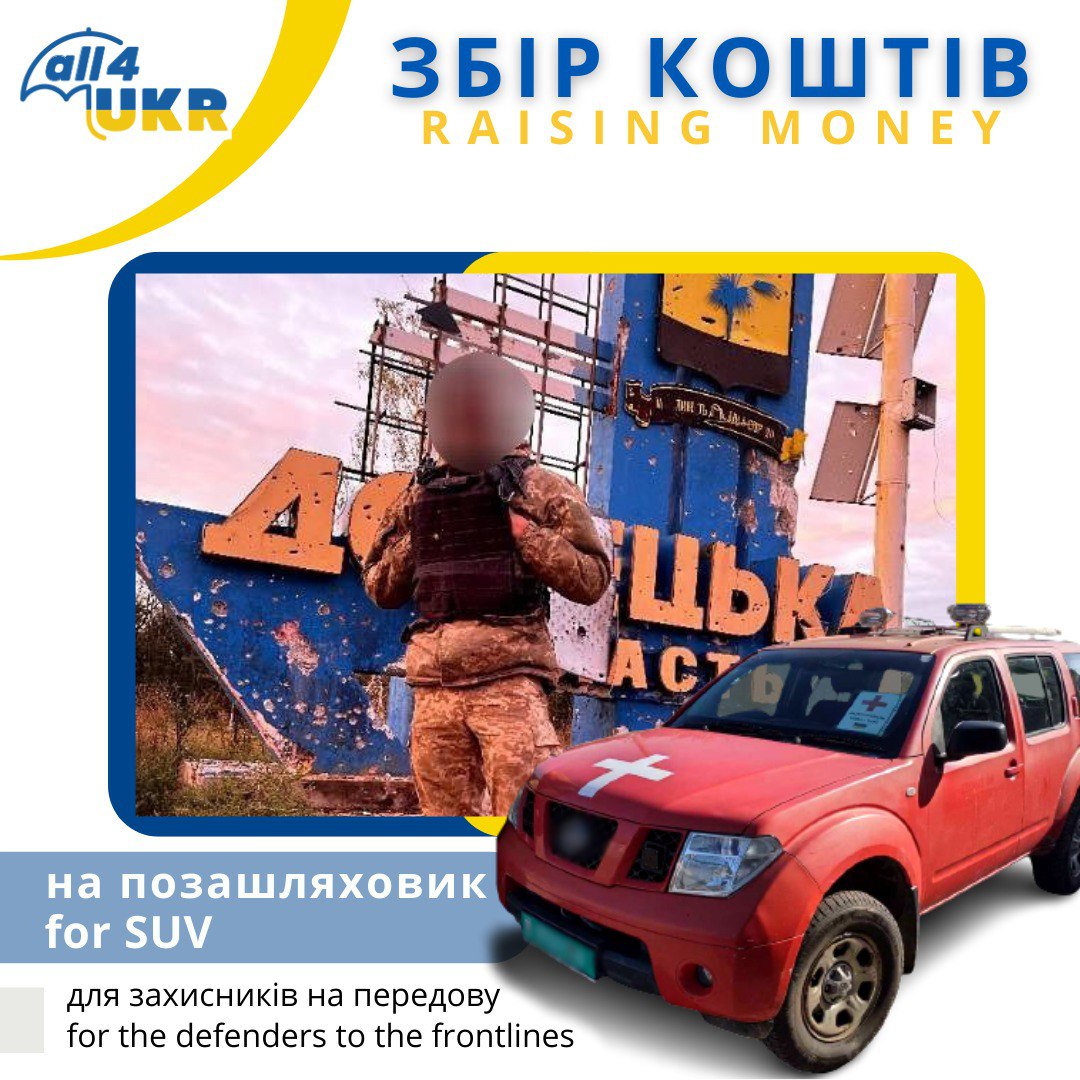 all4
UKR
ЗБІР КОШТІВ
RAISING MONEY
ЦЬКА
АСТЬ
на позашляховик
for SUV
для захисників на передову
for the defenders to the frontlines